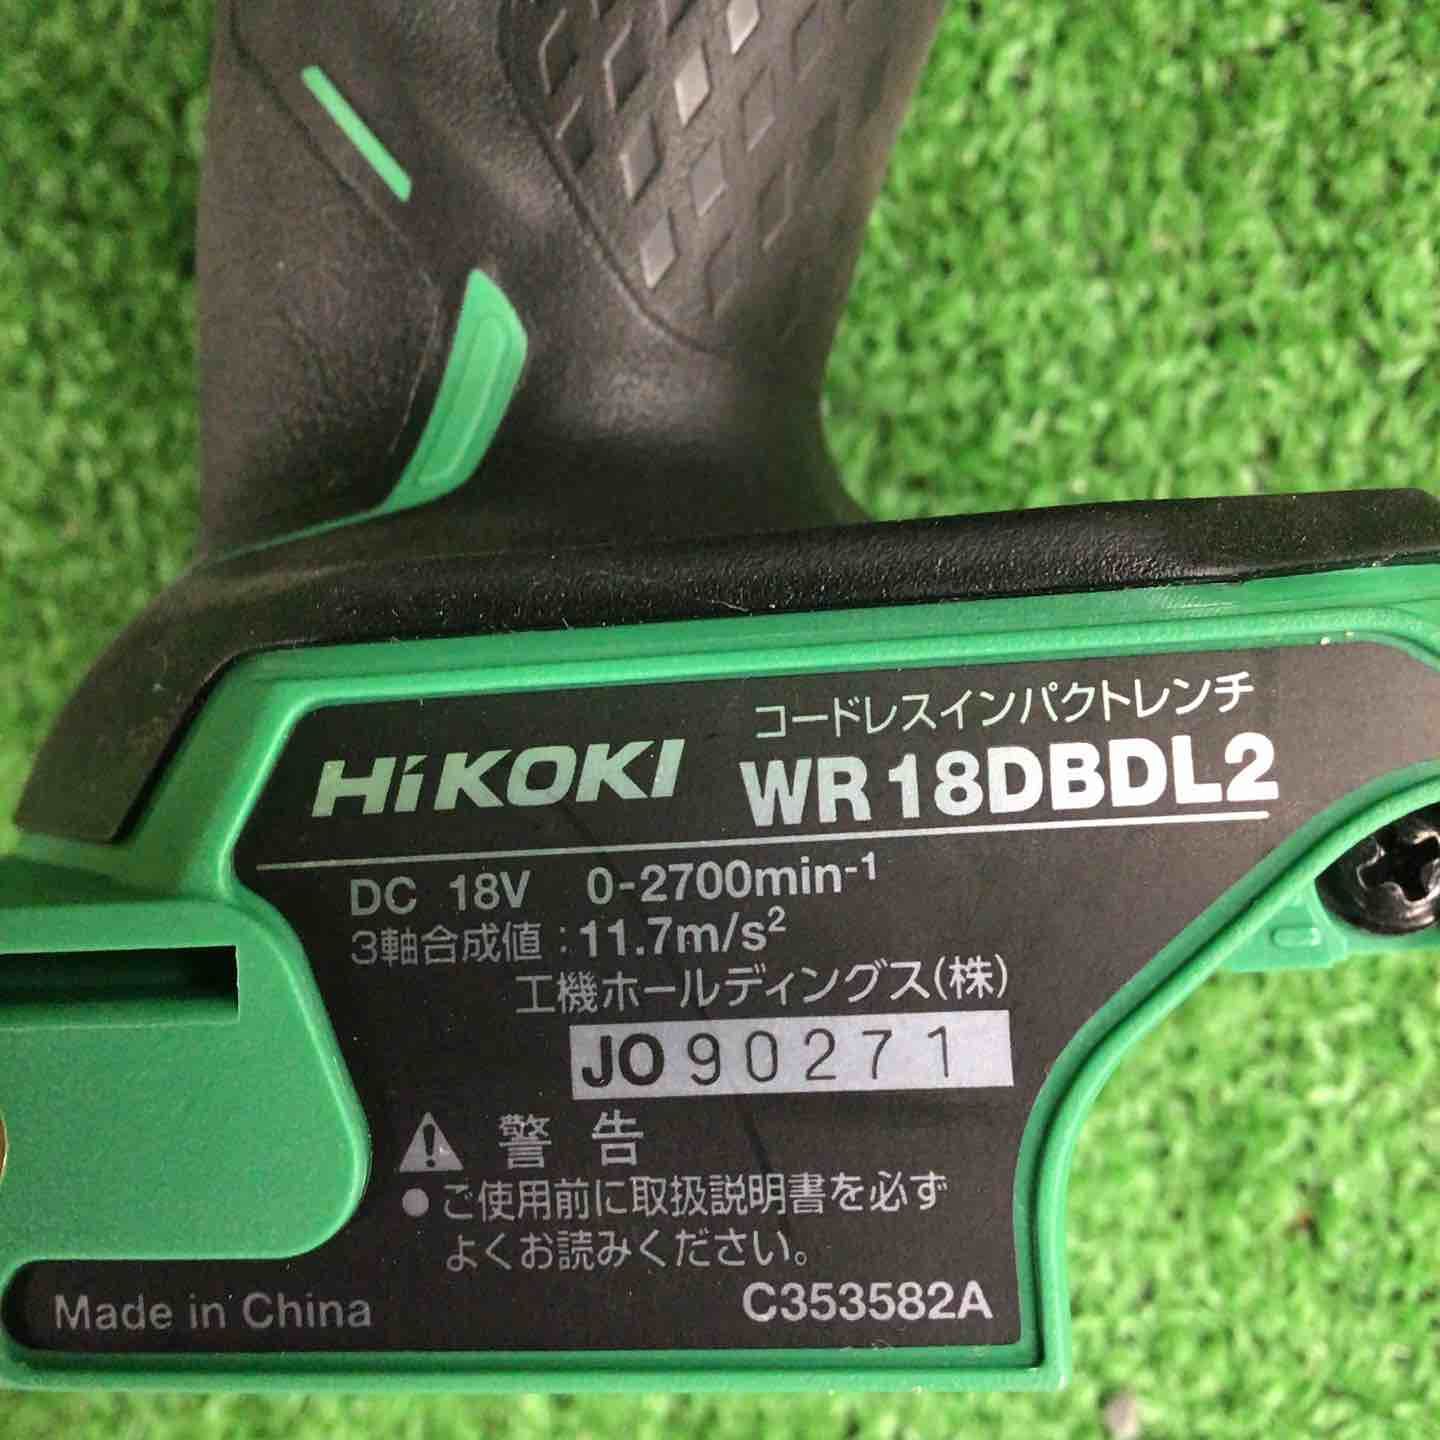 コードレスインパクトレンチ
HiKOKI WR18DBDL2
DC 18V 0-2700min-1
3軸合成値:11.7m/s²
工機ホールディングス(株)
JO 90271
警告
●ご使用前に取扱説明書を必ず
よくお読みください。
Made in China C353582A